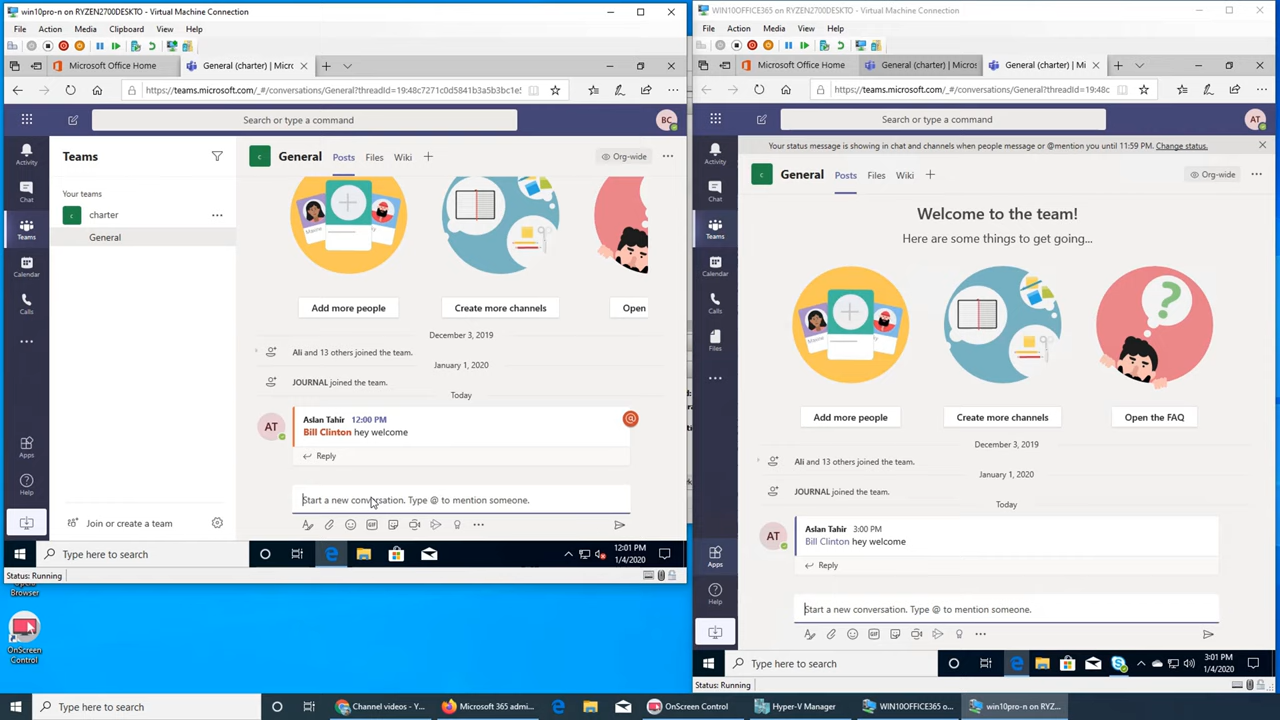 win10pro-n on RYZEN2700DESKTO - Virtual Machine Connection
File Action Media Clipboard View Help
Microsoft Office Home
General (charter) | Microsc
https://teams.microsoft.com/_#/conversations/General?threadId=19:48c7271c0d5841b3a5b3bc1e5
Search or type a command
BC
Activity
Chat
Teams
Calendar
Calls
Apps
Help
Teams
Your teams
c charter
General
Join or create a team
c General Posts Files Wiki
Org-wide
Add more people
Create more channels
Open
December 3, 2019
Ali and 13 others joined the team.
January 1, 2020
JOURNAL joined the team.
Today
AT
Aslan Tahir 12:00 PM
Bill Clinton hey welcome
Reply
Start a new conversation. Type @ to mention someone.
GIF
Type here to search
12:01 PM
1/4/2020
Status: Running
Browser
OnScreen
Control
WIN10OFFICE365 on RYZEN2700DESKTO - Virtual Machine Connection
File Action Media View Help
Microsoft Office Home
General (charter) | Micros
General (charter) | Mi
https://teams.microsoft.com/_#/conversations/General?threadId=19:48c
Search or type a command
AT
Your status message is showing in chat and channels when people message or @mention you until 11:59 PM. Change status.
Activity
Chat
Teams
Calendar
Calls
Files
Apps
Help
c General Posts Files Wiki
Org-wide
Welcome to the team!
Here are some things to get going...
Add more people
Create more channels
Open the FAQ
December 3, 2019
Ali and 13 others joined the team.
January 1, 2020
JOURNAL joined the team.
Today
AT
Aslan Tahir 3:00 PM
Bill Clinton hey welcome
Reply
Start a new conversation. Type @ to mention someone.
GIF
Type here to search
3:01 PM
1/4/2020
Status: Running
Type here to search
Channel videos - Y...
Microsoft 365 admi...
OnScreen Control
Hyper-V Manager
WIN10OFFICE365 o...
win10pro-n on RYZ...